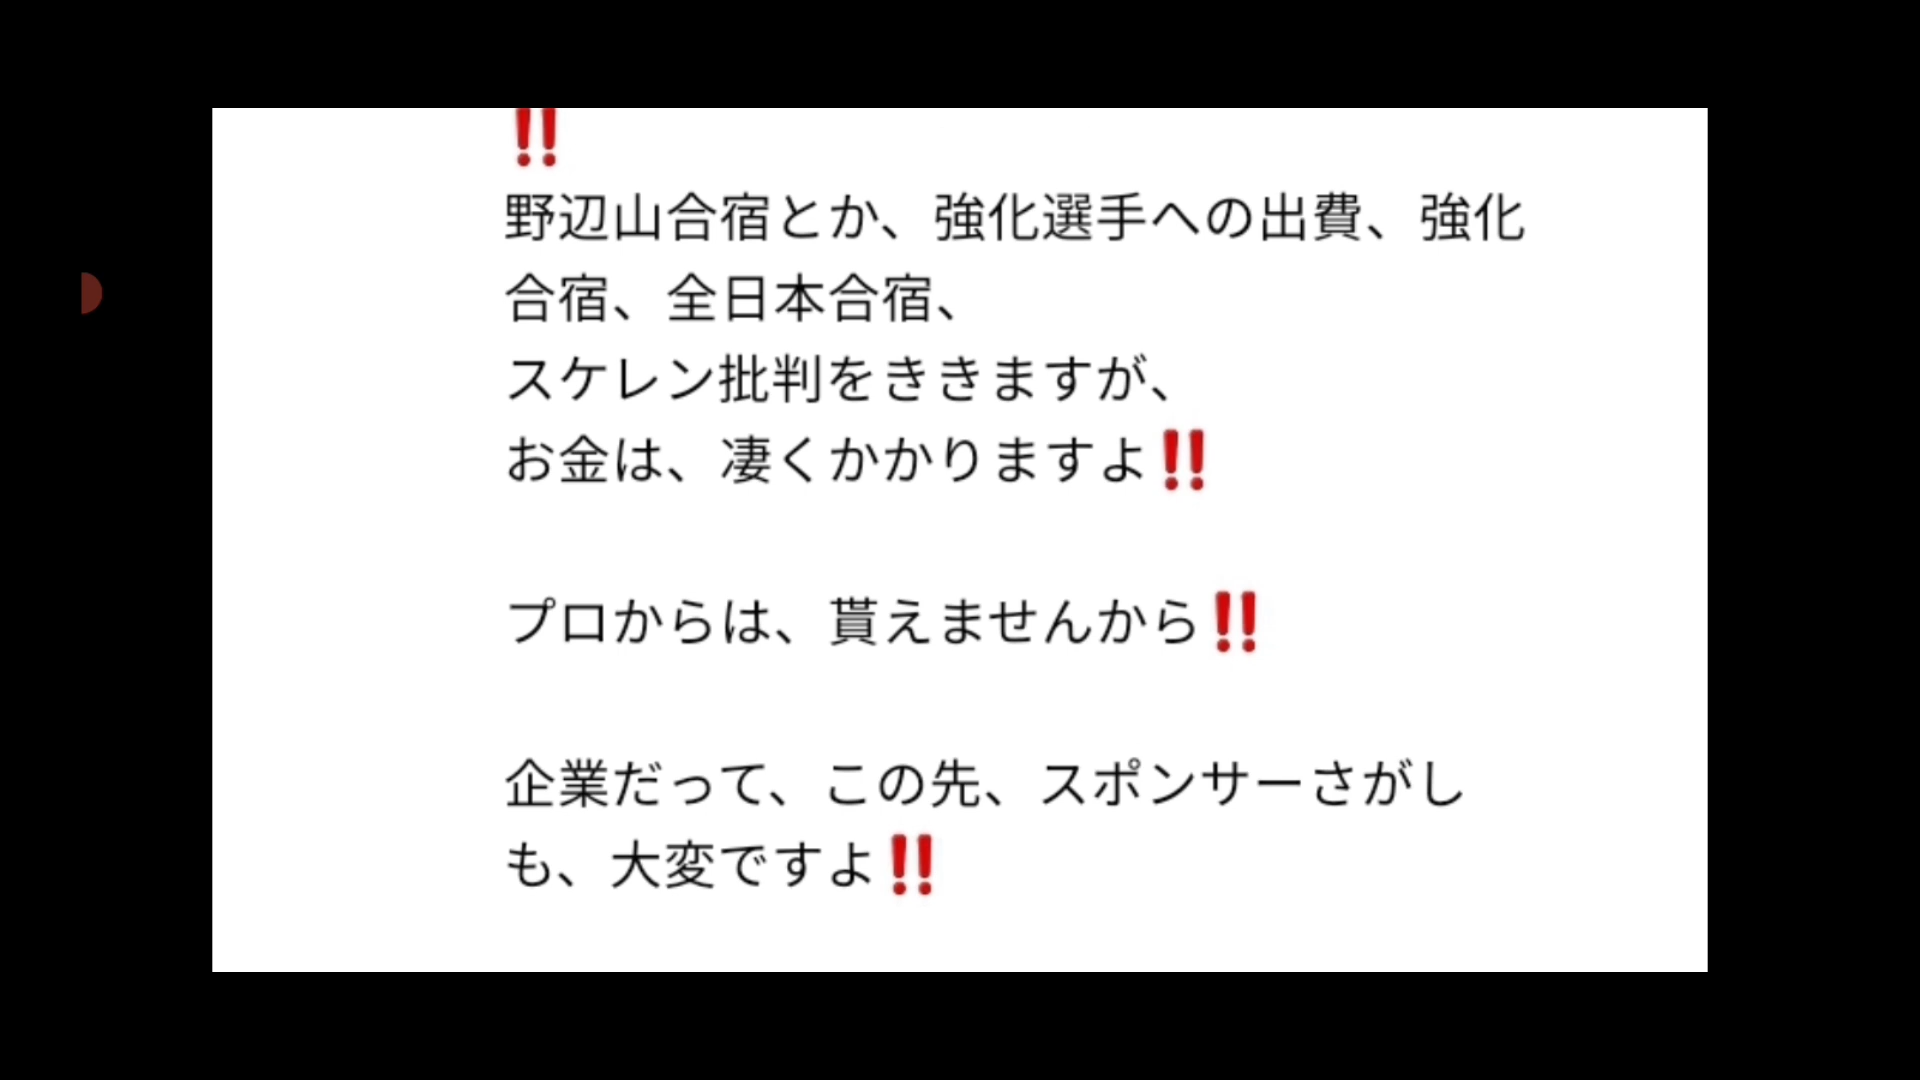 ‼
野辺山合宿とか、強化選手への出費、強化
合宿、全日本合宿、
スケレン批判をききますが、
お金は、凄くかかりますよ‼
プロからは、貰えませんから‼
企業だって、この先、スポンサーさがし
も、大変ですよ‼